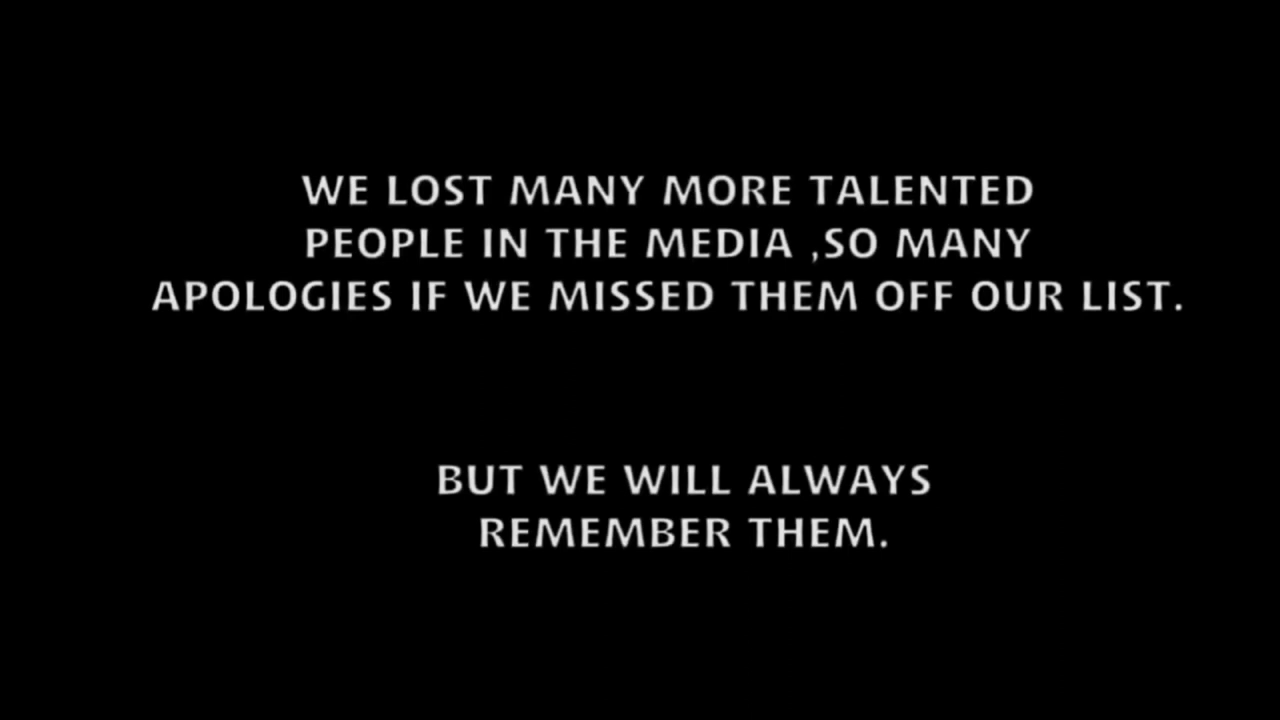 WE LOST MANY MORE TALENTED
PEOPLE IN THE MEDIA ,SO MANY
APOLOGIES IF WE MISSED THEM OFF OUR LIST.
BUT WE WILL ALWAYS
REMEMBER THEM.